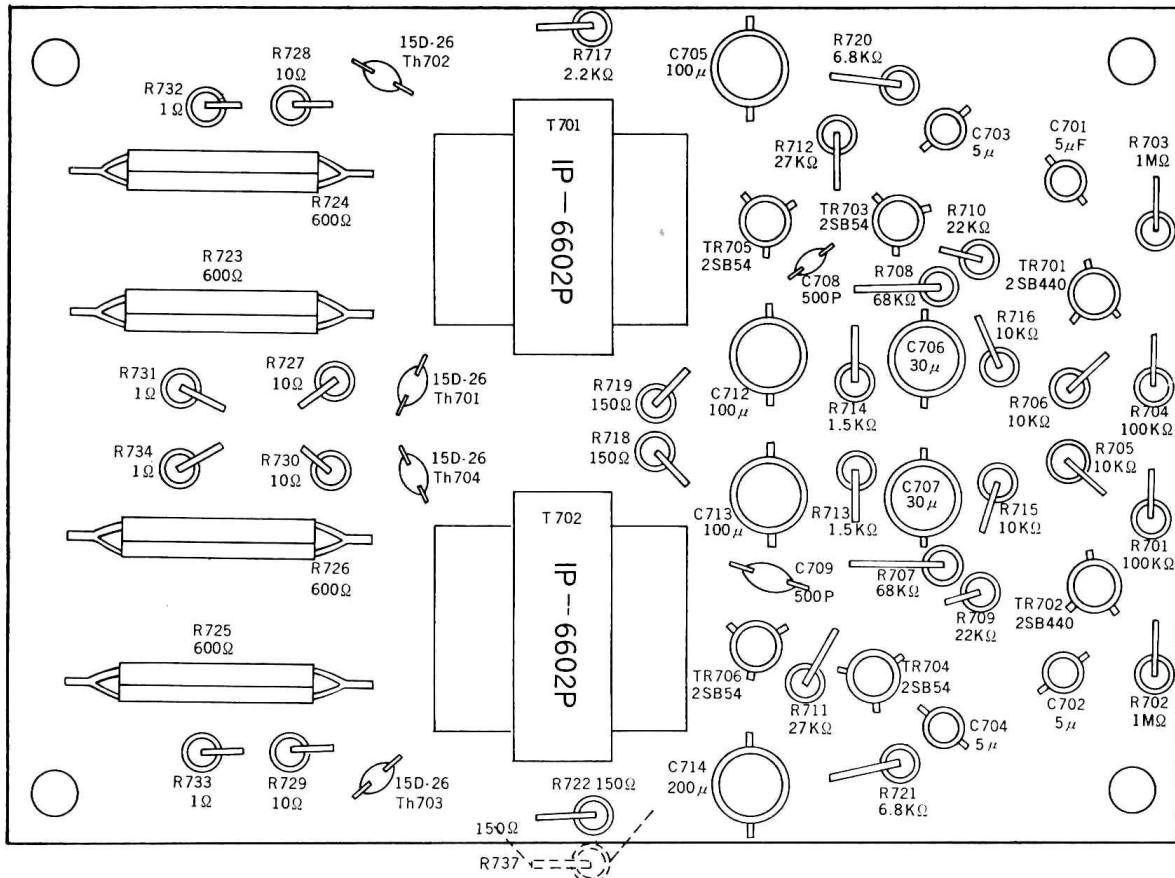 15D-26
Th702
R728
10Ω
R732
1Ω
R717
2.2KΩ
C705
100μ
R720
6.8KΩ
C703
5μ
C701
5μF
R703
1MΩ
T701
IP-6602P
R712
27KΩ
R724
600Ω
TR703
2SB54
R710
22KΩ
TR705
2SB54
C708
500P
R708
68KΩ
TR701
2SB440
R723
600Ω
R716
10KΩ
C706
30μ
R731
1Ω
R727
10Ω
15D-26
Th701
R719
150Ω
C712
100μ
R714
1.5KΩ
R706
10KΩ
R704
100KΩ
R734
1Ω
R730
10Ω
15D-26
Th704
R718
150Ω
R705
10KΩ
C707
30μ
T702
IP--6602P
C713
100μ
R713
1.5KΩ
R715
10KΩ
R701
100KΩ
R726
600Ω
C709
500P
R707
68KΩ
R709
22KΩ
TR702
2SB440
R725
600Ω
TR706
2SB54
R711
27KΩ
TR704
2SB54
C704
5μ
C702
5μ
R702
1MΩ
R733
1Ω
R729
10Ω
15D-26
Th703
R722 150Ω
C714
200μ
R721
6.8KΩ
150Ω
R737